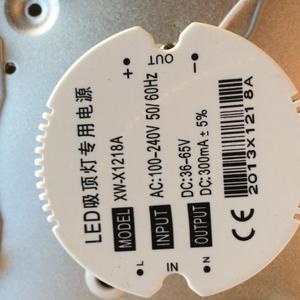 LED吸顶灯专用电源
MODEL XW-X1218A
INPUT AC:100-240V 50/60Hz
OUTPUT DC:36-65V
DC:300mA ± 5%
CE 2013X1218A
+ OUT -
L IN N